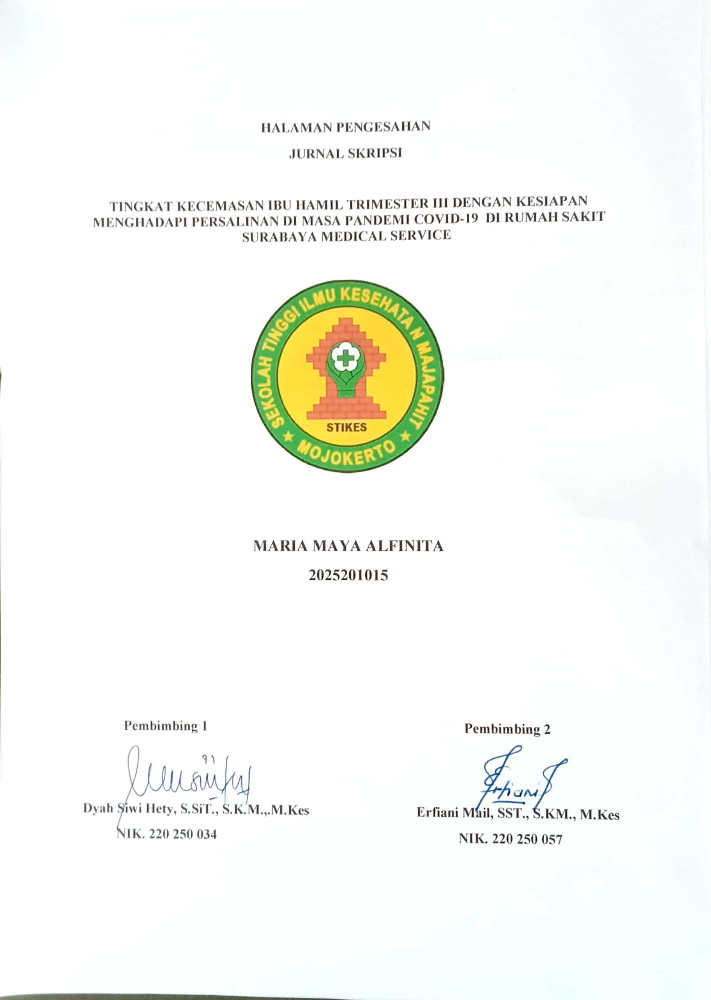 HALAMAN PENGESAHAN
JURNAL SKRIPSI
TINGKAT KECEMASAN IBU HAMIL TRIMESTER III DENGAN KESIAPAN
MENGHADAPI PERSALINAN DI MASA PANDEMI COVID-19 DI RUMAH SAKIT
SURABAYA MEDICAL SERVICE
SEKOLAH TINGGI ILMU KESEHATA N MAJAPAHIT
STIKES
MOJOKERTO
MARIA MAYA ALFINITA
2025201015
Pembimbing 1
Pembimbing 2
Erfiani
Dyah Siwi Hety, S.SiT., S.K.M.,.M.Kes
Erfiani Mail, SST., S.KM., M.Kes
NIK. 220 250 034
NIK. 220 250 057